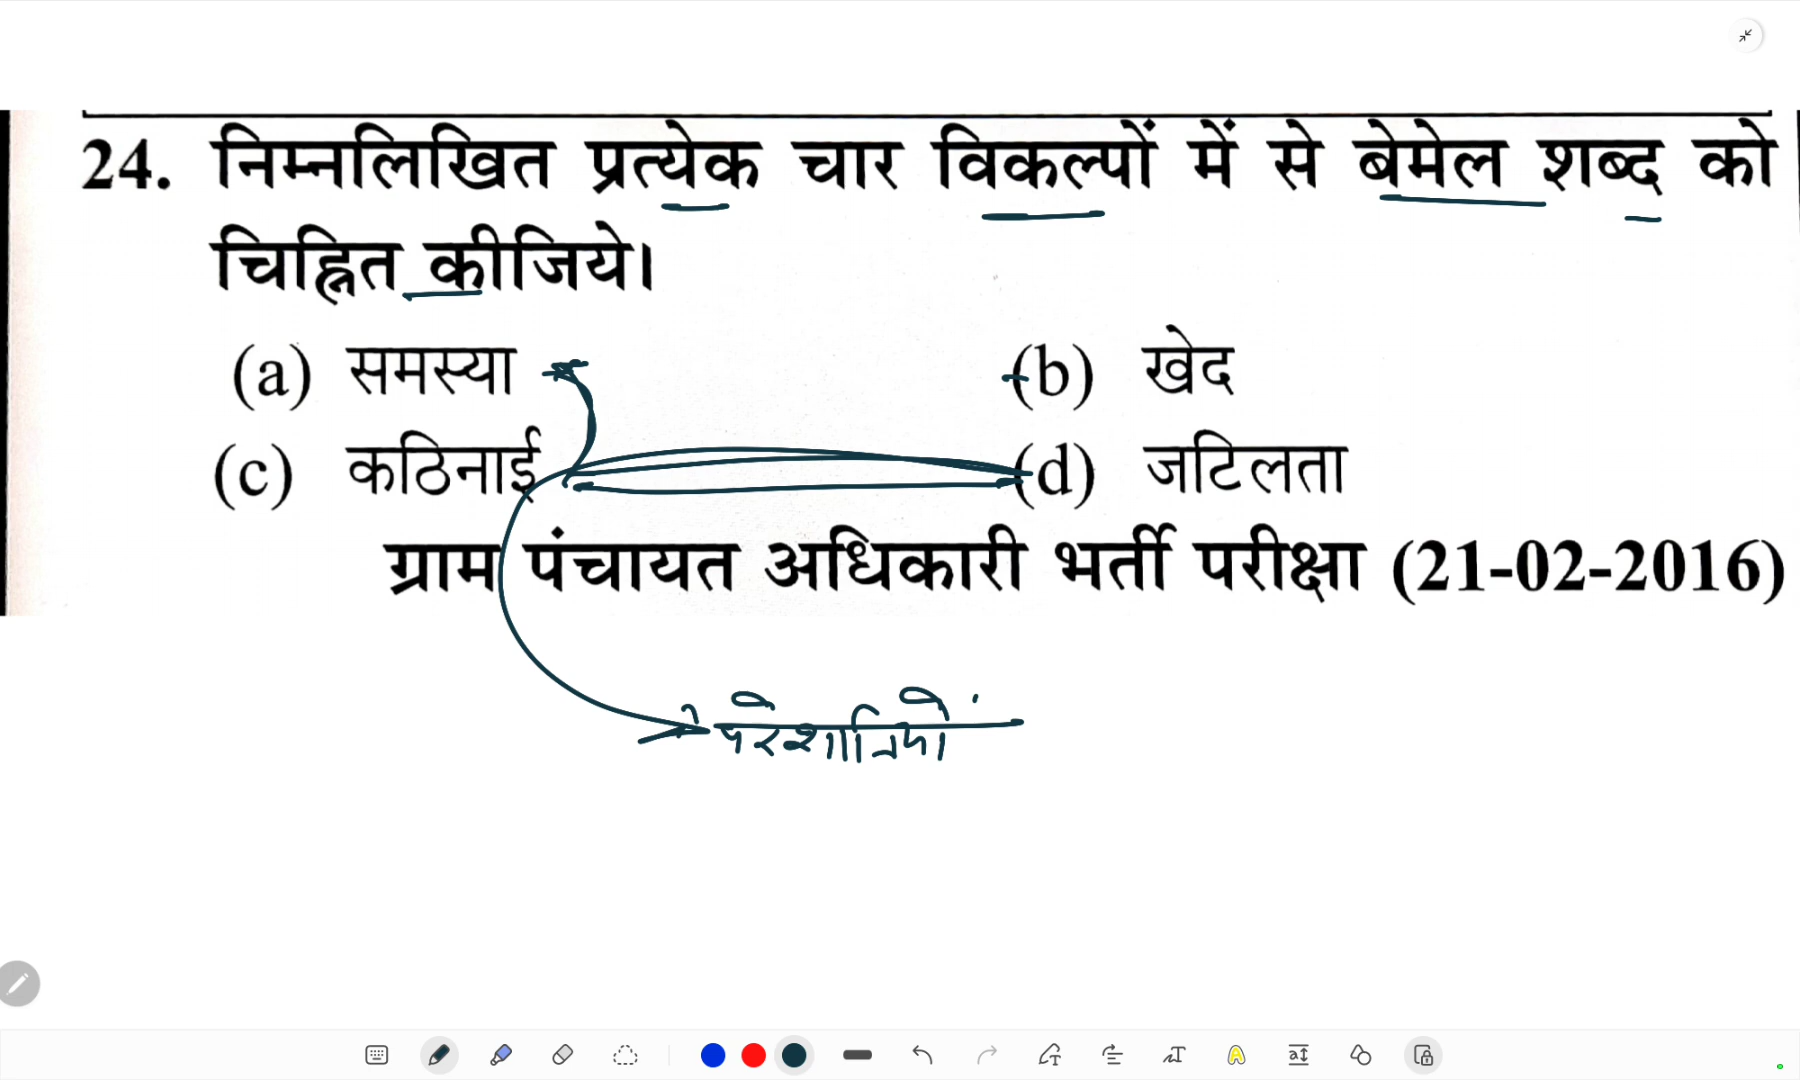 24. निम्नलिखित प्रत्येक चार विकल्पों में से बेमेल शब्द को
चिह्नित कीजिये।
(a) समस्या (b) खेद
(c) कठिनाई (d) जटिलता
ग्राम पंचायत अधिकारी भर्ती परीक्षा (21-02-2016)
परेशानियों